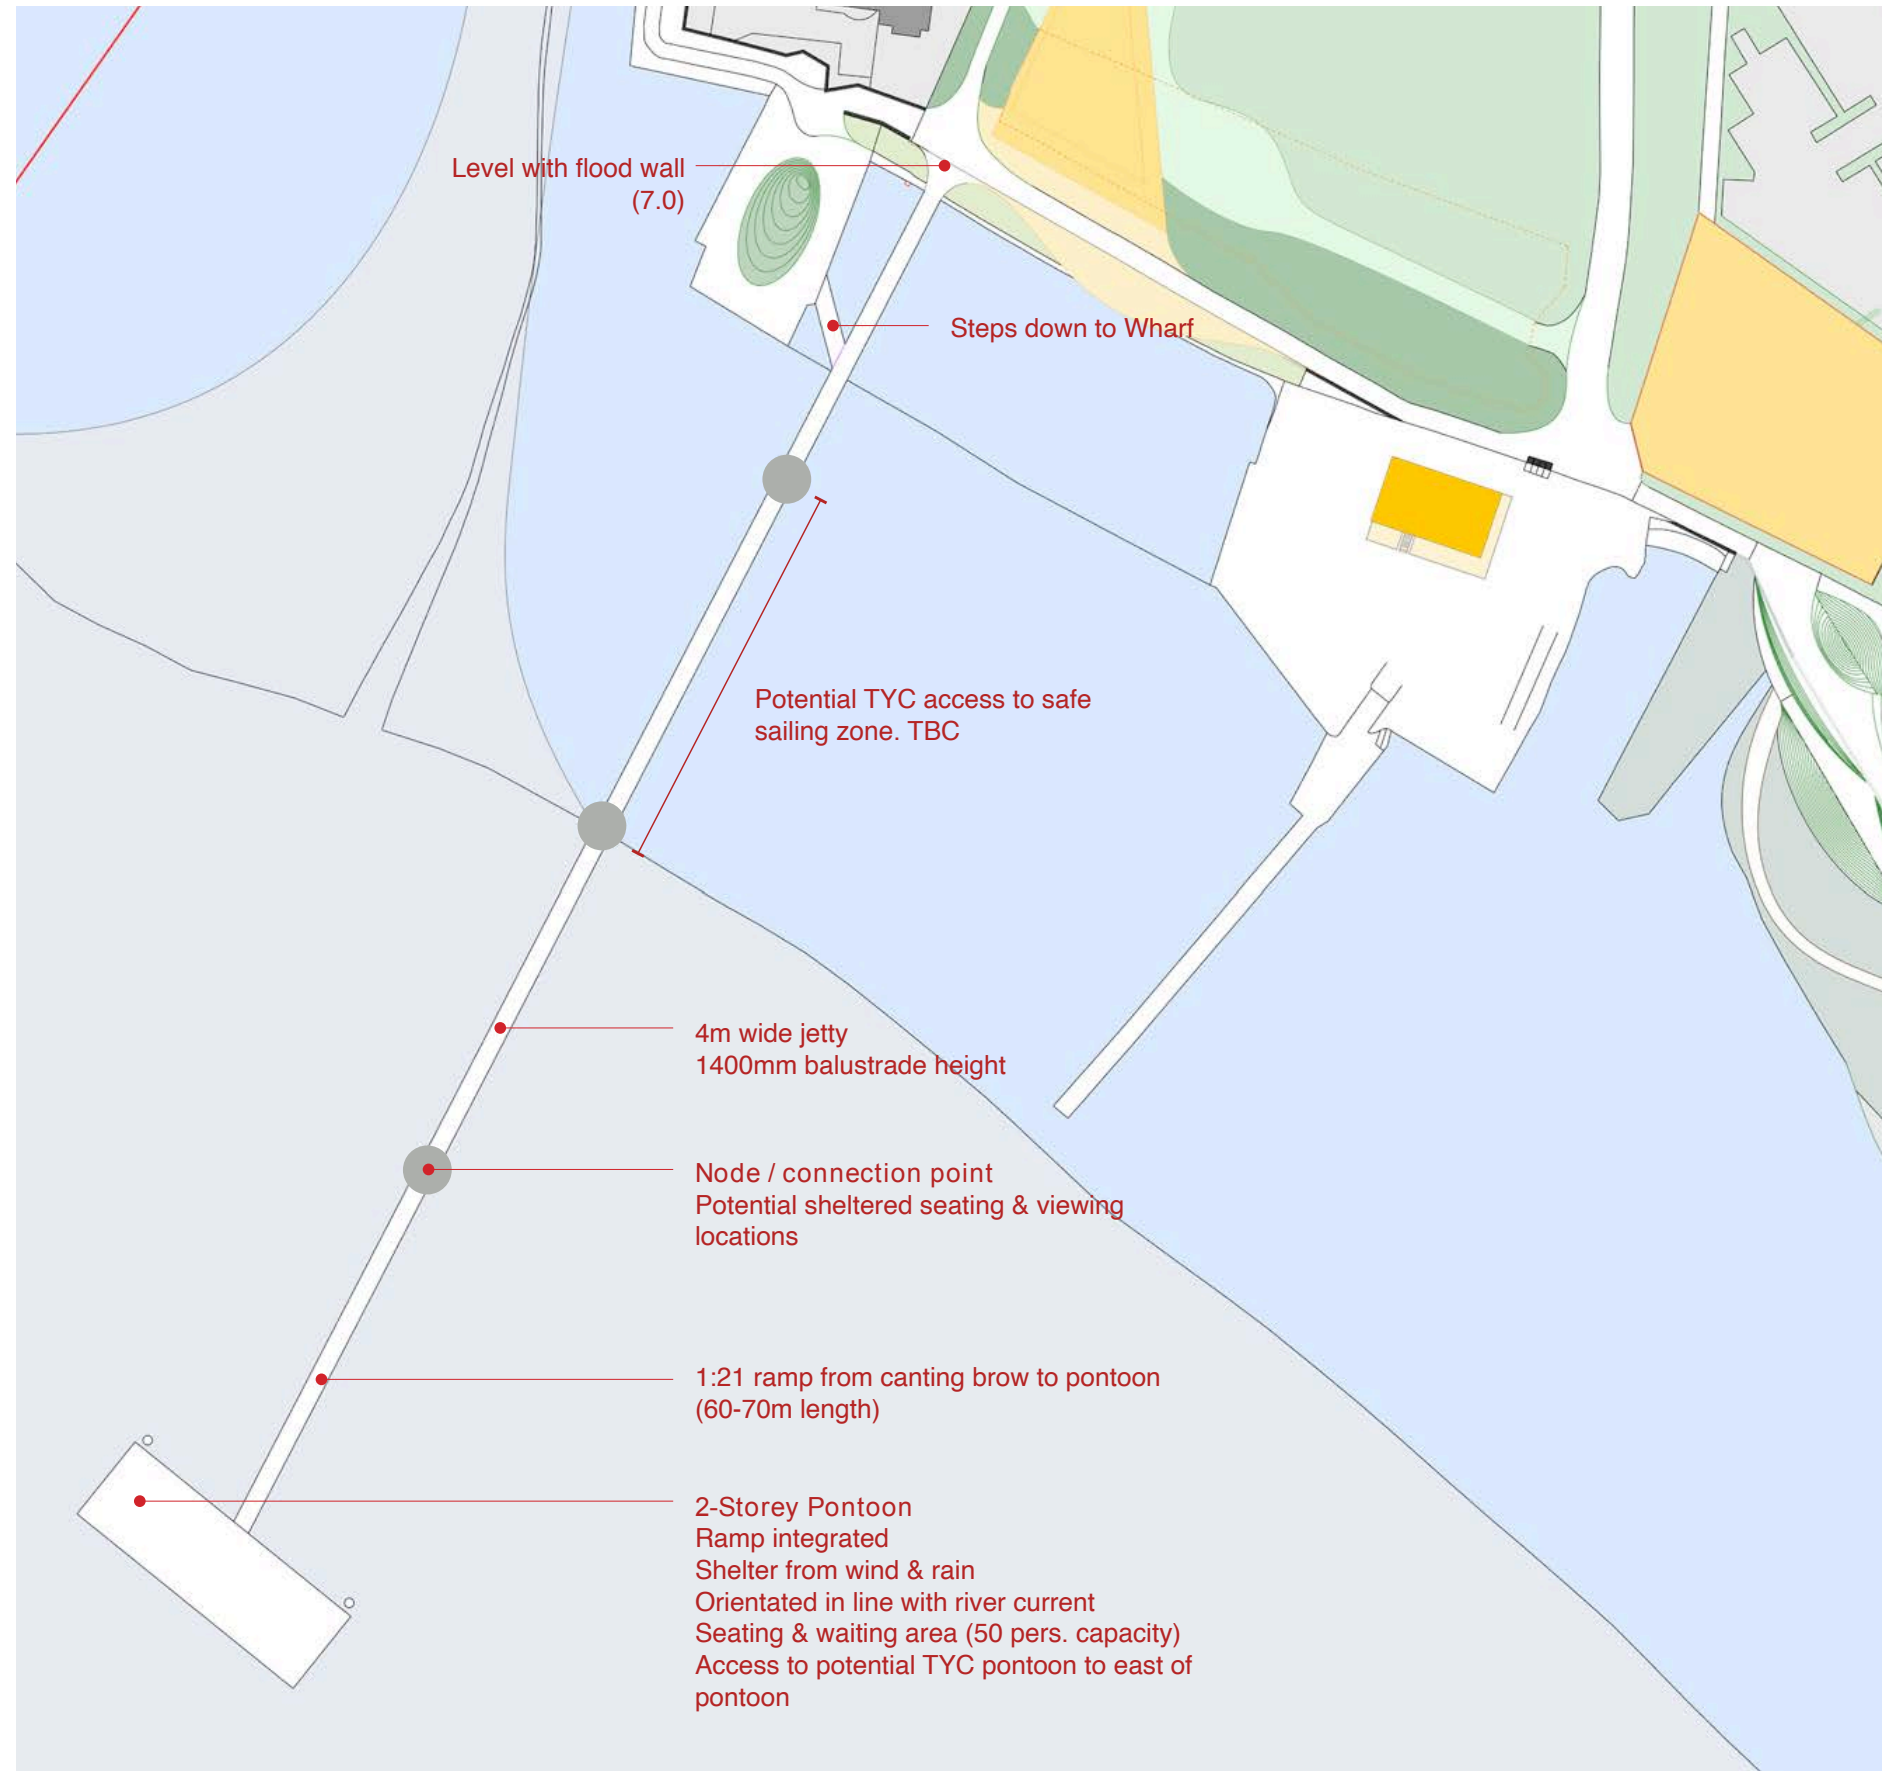 Level with flood wall
(7.0)
Steps down to Wharf
Potential TYC access to safe
sailing zone. TBC
4m wide jetty
1400mm balustrade height
Node / connection point
Potential sheltered seating & viewing
locations
1:21 ramp from canting brow to pontoon
(60-70m length)
2-Storey Pontoon
Ramp integrated
Shelter from wind & rain
Orientated in line with river current
Seating & waiting area (50 pers. capacity)
Access to potential TYC pontoon to east of
pontoon